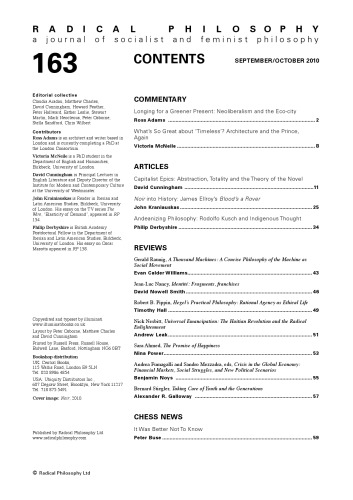 RADICAL PHILOSOPHY
a journal of socialist and feminist philosophy
163
CONTENTS
SEPTEMBER/OCTOBER 2010
Editorial collective
Claudia Aradau, Matthew Charles,
David Cunningham, Howard Feather,
Peter Hallward, Esther Leslie, Stewart
Martin, Mark Neocleous, Peter Osborne,
Stella Sandford, Chris Wilbert
Contributors
Ross Adams is an architect and writer based in
London and is currently completing a PhD at
the London Consortium.
Victoria McNeile is a PhD student in the
Department of English and Humanities,
Birkbeck, University of London.
David Cunningham is Principal Lecturer in
English Literature and Deputy Director of the
Institute for Modern and Contemporary Culture
at the University of Westminster.
John Kraniauskas is Reader in Iberian and
Latin American Studies, Birkbeck, University
of London. His essay on the TV series The
Wire, 'Elasticity of Demand', appeared in RP
154.
Philip Derbyshire is British Academy
Postdoctoral Fellow in the Department of
Iberian and Latin American Studies, Birkbeck,
University of London. His essay on Oscar
Masotta appeared in RP 158.
Copyedited and typeset by illuminati
www.illuminatibooks.co.uk
Layout by Peter Osborne, Matthew Charles
and David Cunningham
Printed by Russell Press, Russell House,
Bulwell Lane, Basford, Nottingham NG6 0BT
Bookshop distribution
UK: Central Books,
115 Wallis Road, London E9 5LN
Tel: 020 8986 4854
USA: Ubiquity Distributors Inc.,
607 Degraw Street, Brooklyn, New York 11217
Tel: 718 875 5491
Cover image: Noir, 2010
Published by Radical Philosophy Ltd.
www.radicalphilosophy.com
© Radical Philosophy Ltd
COMMENTARY
Longing for a Greener Present: Neoliberalism and the Eco-city
Ross Adams ..... 2
What's So Great about 'Timeless'? Architecture and the Prince,
Again
Victoria McNeile ..... 8
ARTICLES
Capitalist Epics: Abstraction, Totality and the Theory of the Novel
David Cunningham ..... 11
Noir into History: James Ellroy's Blood's a Rover
John Kraniauskas ..... 25
Andeanizing Philosophy: Rodolfo Kusch and Indigenous Thought
Philip Derbyshire ..... 34
REVIEWS
Gerald Raunig, A Thousand Machines: A Concise Philosophy of the Machine as
Social Movement
Evan Calder Williams ..... 43
Jean-Luc Nancy, Identité: Fragments, franchises
David Nowell Smith ..... 46
Robert B. Pippin, Hegel's Practical Philosophy: Rational Agency as Ethical Life
Timothy Hall ..... 49
Nick Nesbitt, Universal Emancipation: The Haitian Revolution and the Radical
Enlightenment
Andrew Leak ..... 51
Sara Ahmed, The Promise of Happiness
Nina Power ..... 53
Andrea Fumagalli and Sandro Mezzadra, eds, Crisis in the Global Economy:
Financial Markets, Social Struggles, and New Political Scenarios
Benjamin Noys ..... 55
Bernard Stiegler, Taking Care of Youth and the Generations
Alexander R. Galloway ..... 57
CHESS NEWS
It Was Better Not To Know
Peter Buse ..... 59